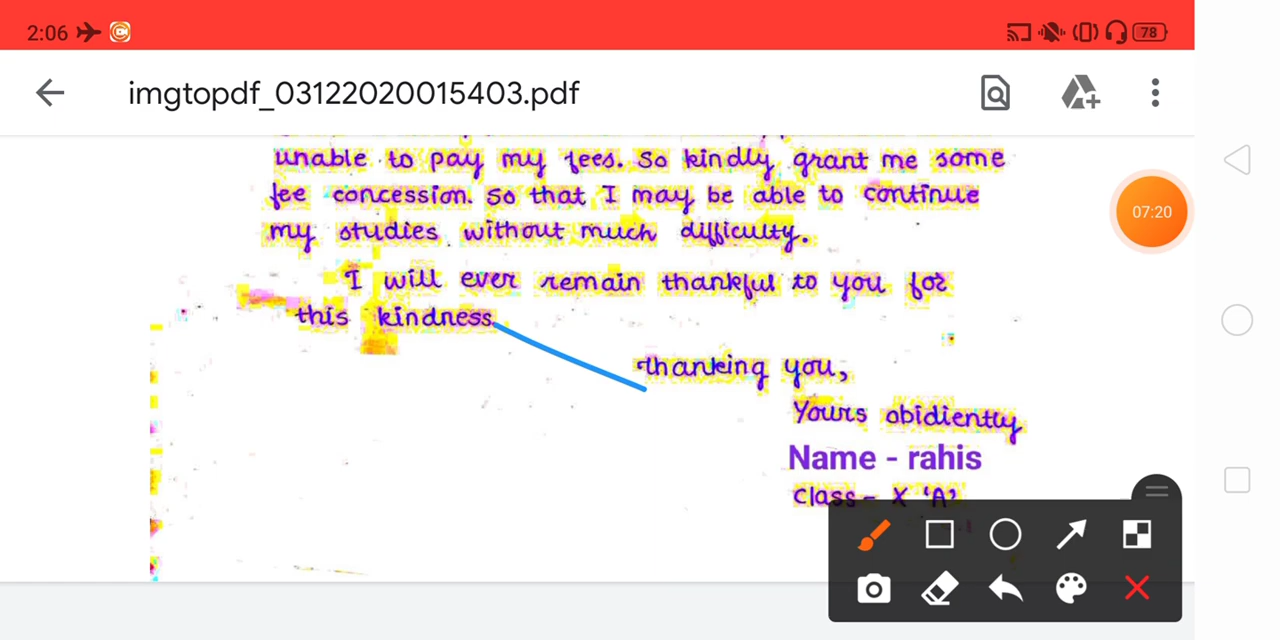 2:06
78
imgtopdf_03122020015403.pdf
unable to pay my fees. So kindly grant me some
fee concession. So that I may be able to continue
my studies without much difficulty.
07:20
I will ever remain thankful to you for
this kindness.
thanking you,
Yours obidiently
Name - rahis
Class - X 'A'